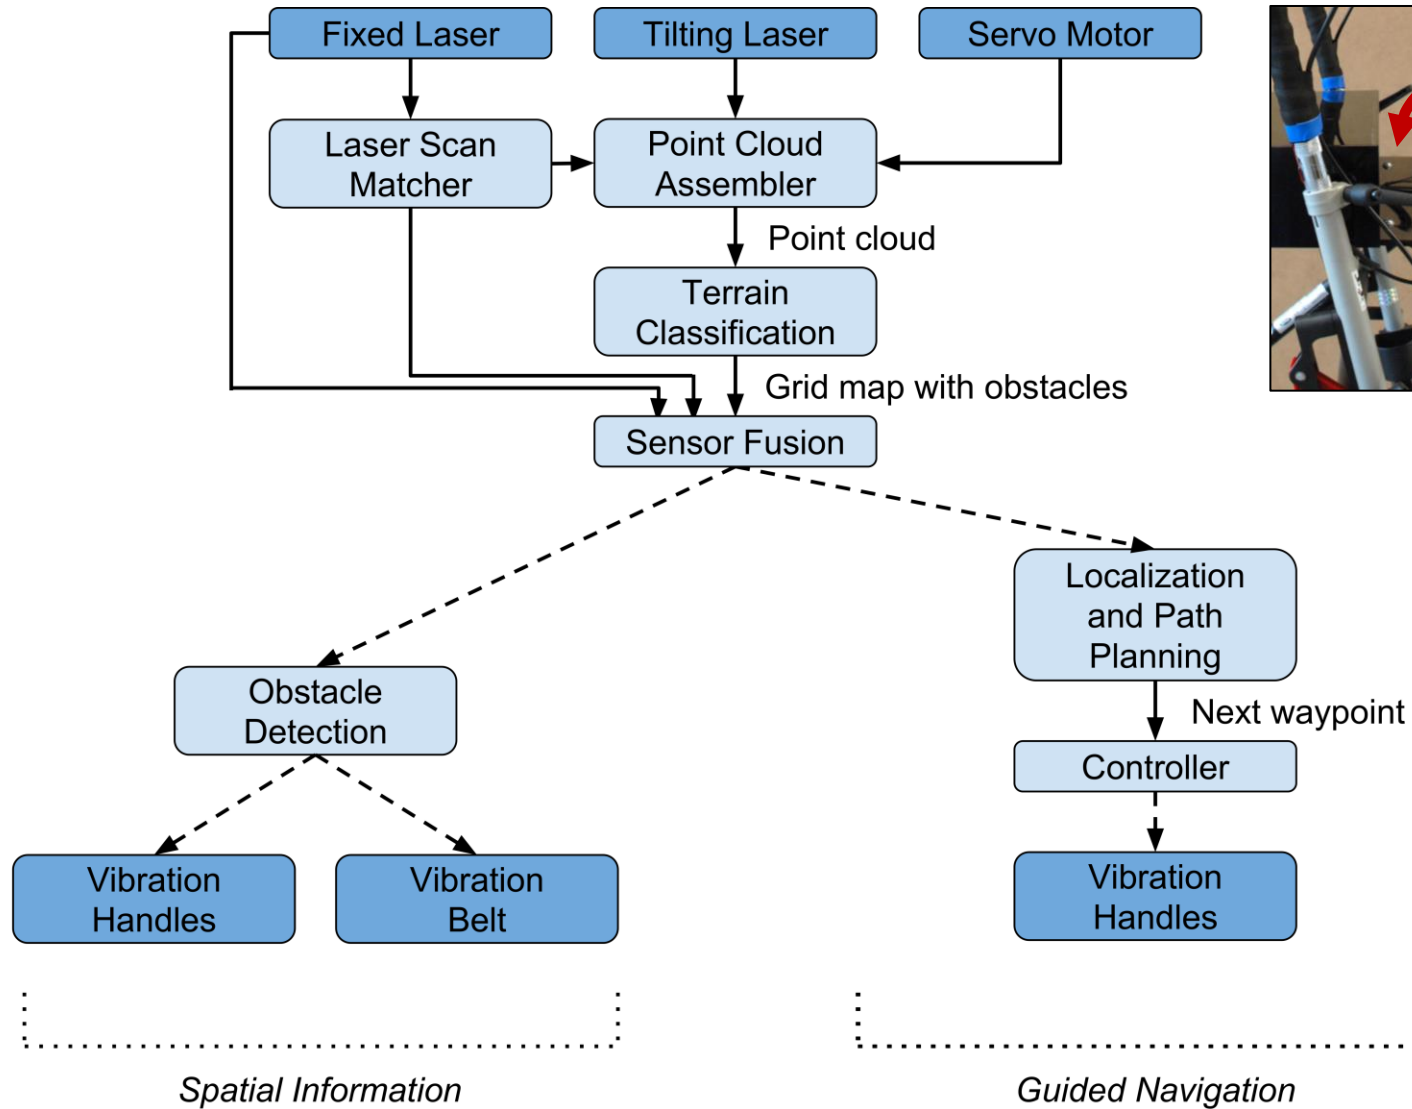 Fixed Laser
Tilting Laser
Servo Motor
Laser Scan
Matcher
Point Cloud
Assembler
Point cloud
Terrain
Classification
Grid map with obstacles
Sensor Fusion
Localization
and Path
Planning
Obstacle
Detection
Next waypoint
Controller
Vibration
Handles
Vibration
Belt
Vibration
Handles
Spatial Information
Guided Navigation